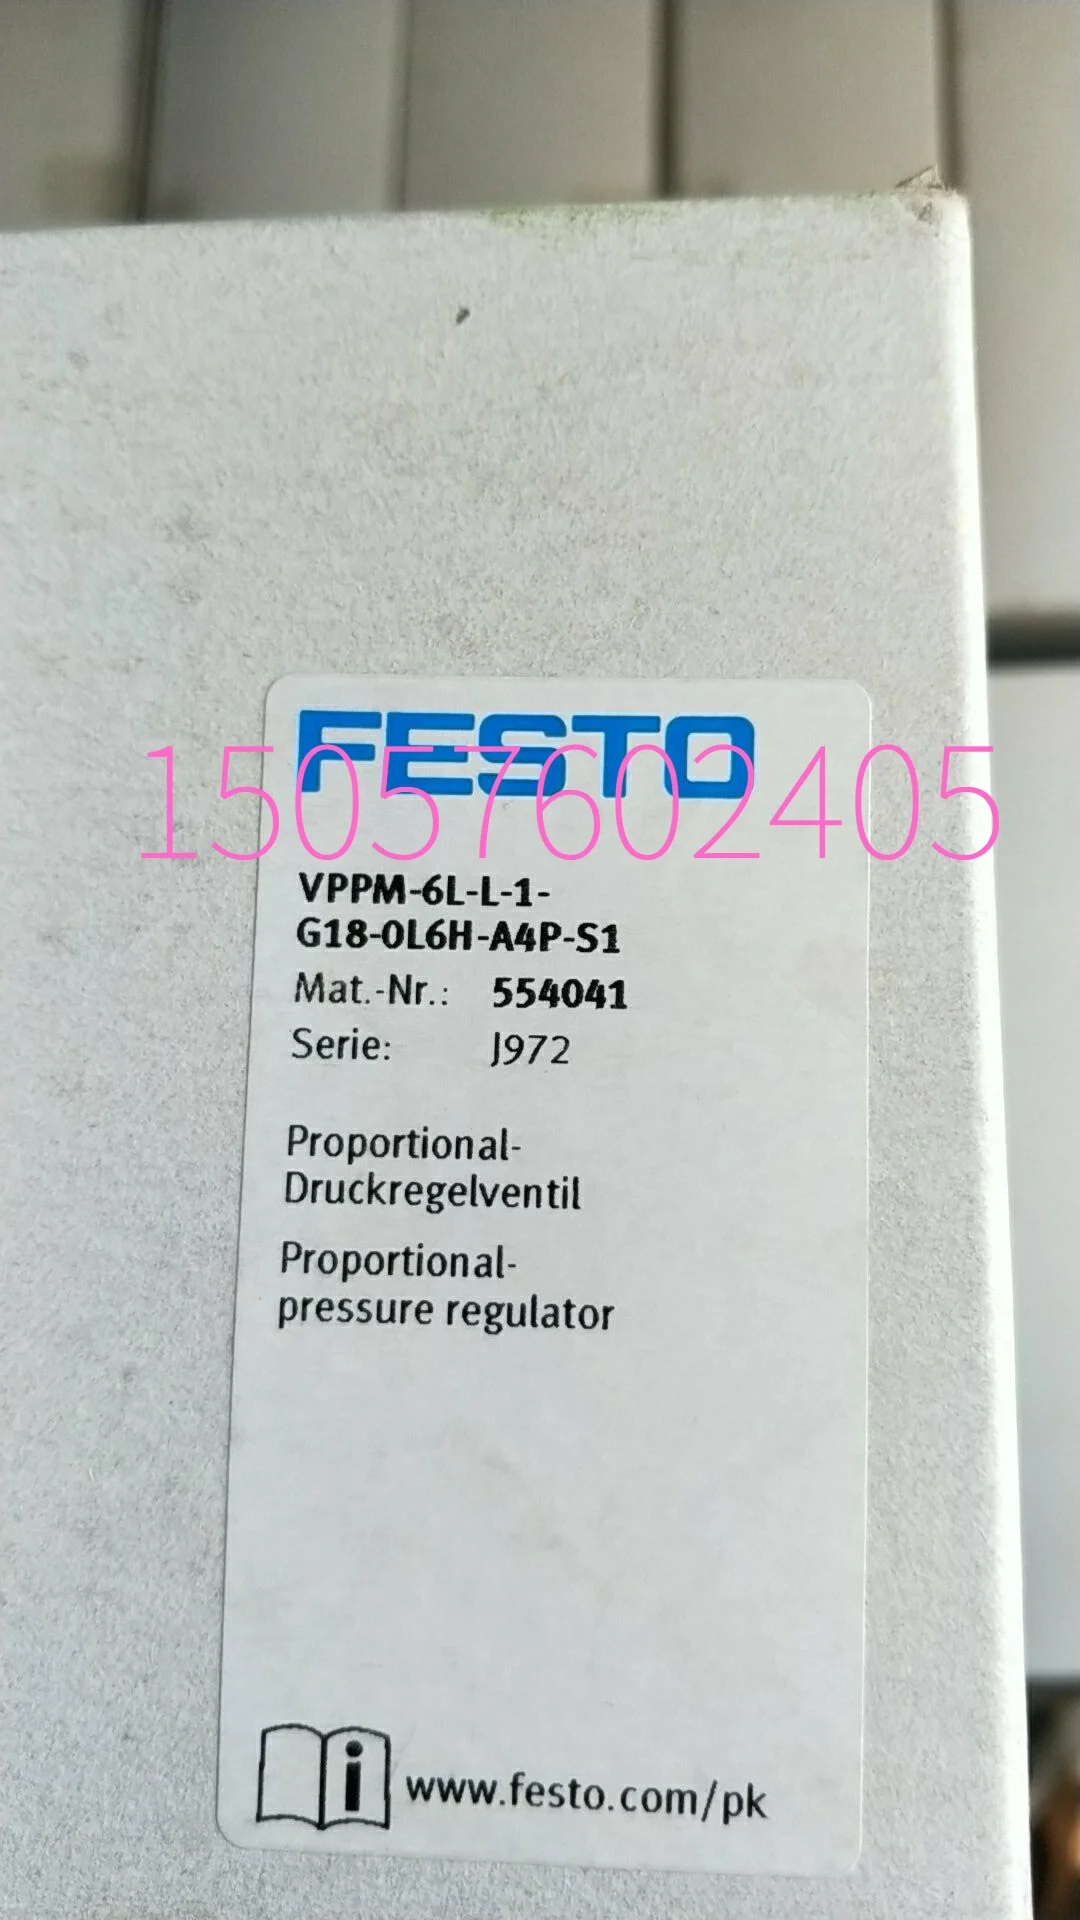 FESTO
15057602405
VPPM-6L-L-1-
G18-0L6H-A4P-S1
Mat.-Nr.: 554041
Serie: J972
Proportional-
Druckregelventil
Proportional-
pressure regulator
i www.festo.com/pk